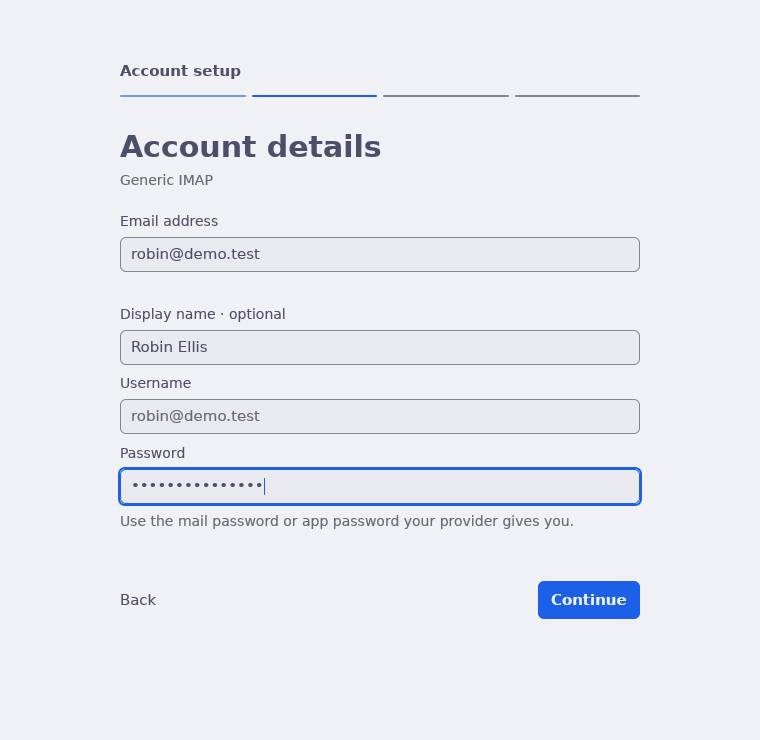 Account setup
Account details
Generic IMAP
Email address
robin@demo.test
Display name · optional
Robin Ellis
Username
robin@demo.test
Password
•••••••••••••••
Use the mail password or app password your provider gives you.
Back
Continue